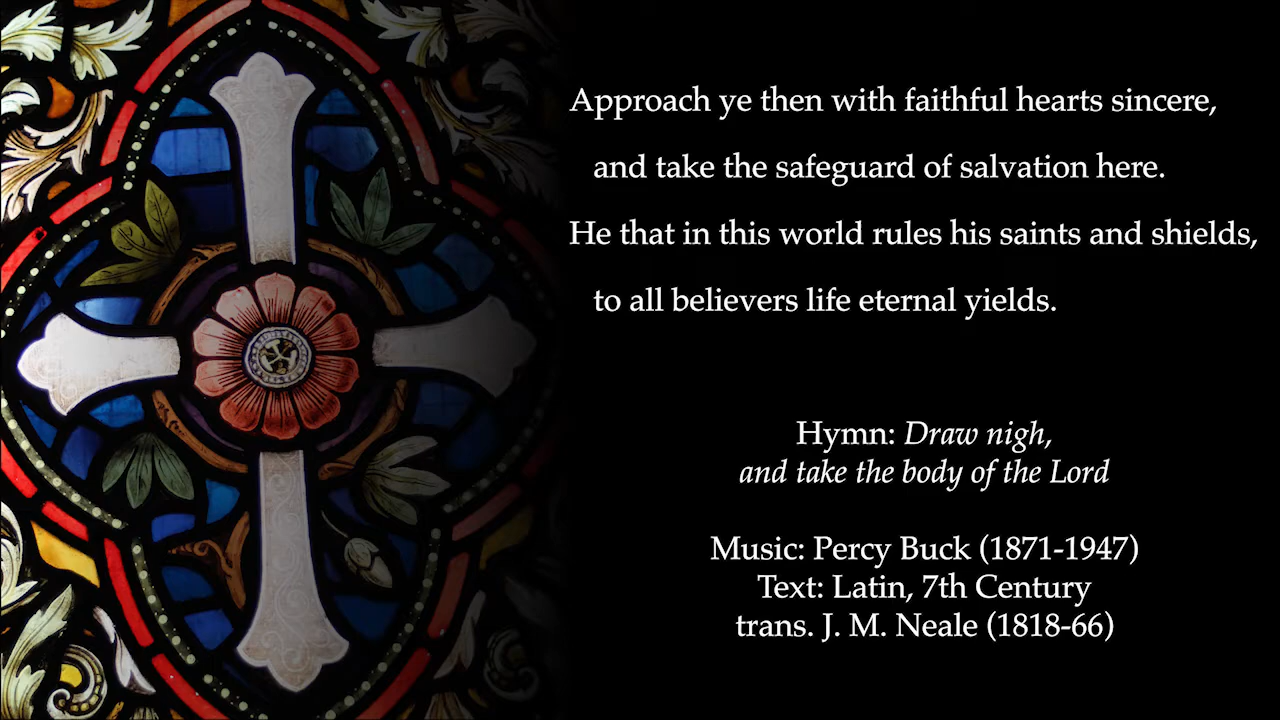 Approach ye then with faithful hearts sincere,
and take the safeguard of salvation here.
He that in this world rules his saints and shields,
to all believers life eternal yields.
Hymn: Draw nigh,
and take the body of the Lord
Music: Percy Buck (1871-1947)
Text: Latin, 7th Century
trans. J. M. Neale (1818-66)